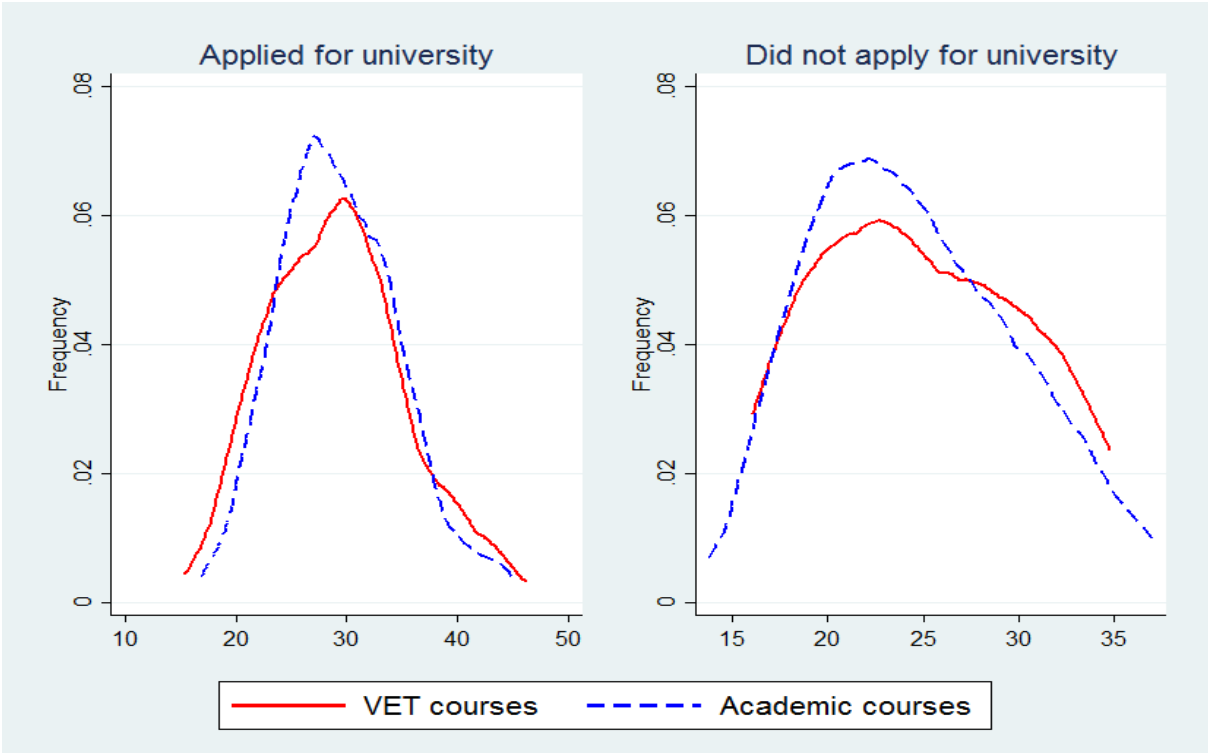 Applied for university
Did not apply for university
Frequency
.08
.06
.04
.02
0
10 20 30 40 50
Frequency
.08
.06
.04
.02
0
15 20 25 30 35
VET courses Academic courses